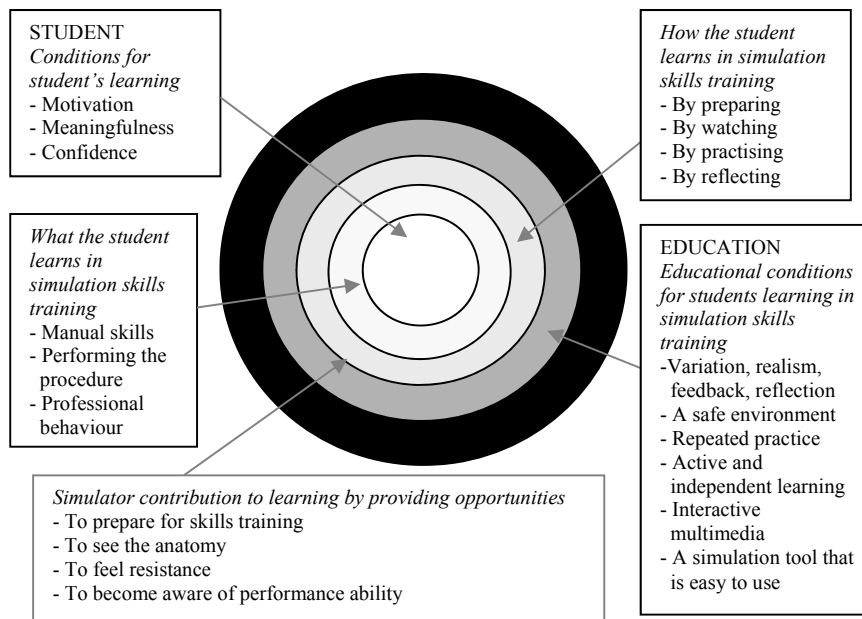 STUDENT
Conditions for
student's learning
- Motivation
- Meaningfulness
- Confidence
How the student
learns in simulation
skills training
- By preparing
- By watching
- By practising
- By reflecting
What the student
learns in
simulation skills
training
- Manual skills
- Performing the
procedure
- Professional
behaviour
EDUCATION
Educational conditions
for students learning in
simulation skills
training
-Variation, realism,
feedback, reflection
- A safe environment
- Repeated practice
- Active and
independent learning
- Interactive
multimedia
- A simulation tool that
is easy to use
Simulator contribution to learning by providing opportunities
- To prepare for skills training
- To see the anatomy
- To feel resistance
- To become aware of performance ability